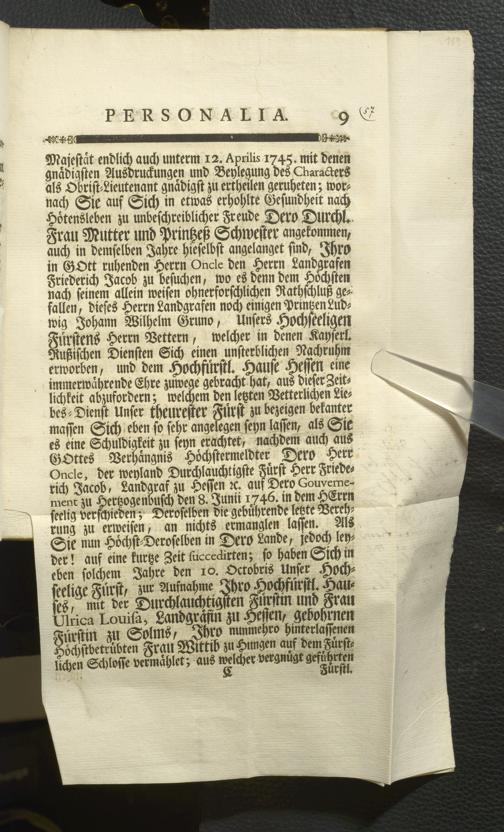 PERSONALIA. 9
57
Majestät endlich auch unterm 12. Aprilis 1745. mit denen
gnädigsten Ausdruckungen und Beylegung des Characters
als Obrist-Lieutenant gnädigst zu ertheilen geruheten; wor-
nach Sie auf Sich in etwas erhohlte Gesundheit nach
Hötensleben zu unbeschreiblicher Freude Dero Durchl.
Frau Mutter und Printzeß Schwester angekommen,
auch in demselben Jahre hieselbst angelanget sind, Ihro
in GOtt ruhenden Herrn Oncle den Herrn Landgrafen
Friederich Jacob zu besuchen, wo es denn dem Höchsten
nach seinem allein weisen ohnerforschlichen Rathschluß ge-
fallen, dieses Herrn Landgrafen noch einigen Printzen Lud-
wig Johann Wilhelm Gruno, Unsers Hochseeligen
Fürstens Herrn Vettern, welcher in denen Kayserl.
Rußischen Diensten Sich einen unsterblichen Nachruhm
erworben, und dem Hochfürstl. Hause Hessen eine
immerwährende Ehre zuwege gebracht hat, aus dieser Zeit-
lichkeit abzufordern; welchem den letzten Vetterlichen Lie-
bes-Dienst Unser theurester Fürst zu bezeigen bekanter
massen Sich eben so sehr angelegen seyn lassen, als Sie
es eine Schuldigkeit zu seyn erachtet, nachdem auch aus
GOttes Verhängnis Höchstermeldter Dero Herr
Oncle, der weyland Durchlauchtigste Fürst Herr Friede-
rich Jacob, Landgraf zu Hessen ꝛc. auf Dero Gouverne-
ment zu Hertzogenbusch den 8. Junii 1746. in dem HErrn
seelig verschieden; Deroselben die gebührende letzte Vereh-
rung zu erweisen, an nichts ermanglen lassen. Als
Sie nun Höchst-Deroselben in Dero Lande, jedoch ley-
der! auf eine kurtze Zeit succedirten; so haben Sich in
eben solchem Jahre den 10. Octobris Unser Hoch-
seelige Fürst, zur Aufnahme Ihro Hochfürstl. Hau-
ses, mit der Durchlauchtigsten Fürstin und Frau
Ulrica Louisa, Landgräfin zu Hessen, gebohrnen
Fürstin zu Solms, Ihro nunmehro hinterlassenen
Höchstbetrübten Frau Wittib zu Hungen auf dem Fürst-
lichen Schlosse vermählet; aus welcher vergnügt geführten
C Fürstl.